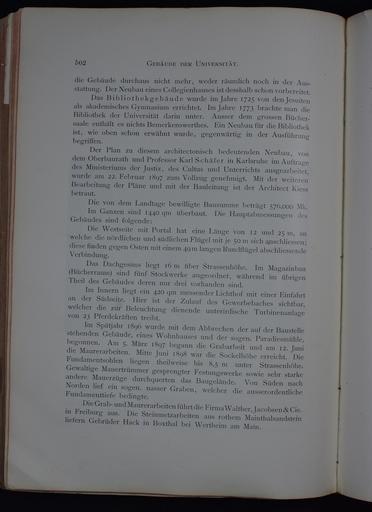 502 GEBÄUDE DER UNIVERSITÄT.
die Gebäude durchaus nicht mehr, weder räumlich noch in der Aus-
stattung. Der Neubau eines Collegienhauses ist desshalb schon vorbereitet.
Das Bibliothekgebäude wurde im Jahre 1725 von den Jesuiten
als akademisches Gymnasium errichtet. Im Jahre 1773 brachte man die
Bibliothek der Universität darin unter. Ausser dem grossen Bücher-
saale enthält es nichts Bemerkenswerthes. Ein Neubau für die Bibliothek
ist, wie oben schon erwähnt wurde, gegenwärtig in der Ausführung
begriffen.
Der Plan zu diesem architectonisch bedeutenden Neubau, von
dem Oberbaurath und Professor Karl Schäfer in Karlsruhe im Auftrage
des Ministeriums der Justiz, des Cultus und Unterrichts ausgearbeitet,
wurde am 22. Februar 1897 zum Vollzug genehmigt. Mit der weiteren
Bearbeitung der Pläne und mit der Bauleitung ist der Architect Kiess
betraut.
Die von dem Landtage bewilligte Bausumme beträgt 576,000 Mk.
Im Ganzen sind 1440 qm überbaut. Die Hauptabmessungen des
Gebäudes sind folgende:
Die Westseite mit Portal hat eine Länge von 12 und 25 m, an
welche die nördlichen und südlichen Flügel mit je 50 m sich anschliessen;
diese finden gegen Osten mit einem 49 m langen Rundflügel abschliessende
Verbindung.
Das Dachgesims liegt 16 m über Strassenhöhe. Im Magazinbau
(Bücherraum) sind fünf Stockwerke angeordnet, während im übrigen
Theil des Gebäudes deren nur drei vorhanden sind.
Im Innern liegt ein 420 qm messender Lichthof mit einer Einfahrt
an der Südseite. Hier ist der Zulauf des Gewerbebaches sichtbar,
welcher die zur Beleuchtung dienende unterirdische Turbinenanlage
von 23 Pferdekräften treibt.
Im Spätjahr 1896 wurde mit dem Abbrechen der auf der Baustelle
stehenden Gebäude, eines Wohnhauses und der sogen. Paradiesmühle,
begonnen. Am 5. März 1897 begann die Grabarbeit und am 12. Juni
die Maurerarbeiten. Mitte Juni 1898 war die Sockelhöhe erreicht. Die
Fundamentsohlen liegen theilweise bis 8,5 m unter Strassenhöhe.
Gewaltige Mauertrümmer gesprengter Festungswerke sowie sehr starke
andere Mauerzüge durchquerten das Baugelände. Von Süden nach
Norden lief ein sogen. nasser Graben, welcher die ausserordentliche
Fundamenttiefe bedingte.
Die Grab- und Maurerarbeiten führt die Firma Walther, Jacobsen & Cie.
in Freiburg aus. Die Steinmetzarbeiten aus rothem Mainthalsandstein
liefern Gebrüder Hack in Boxthal bei Wertheim am Main.